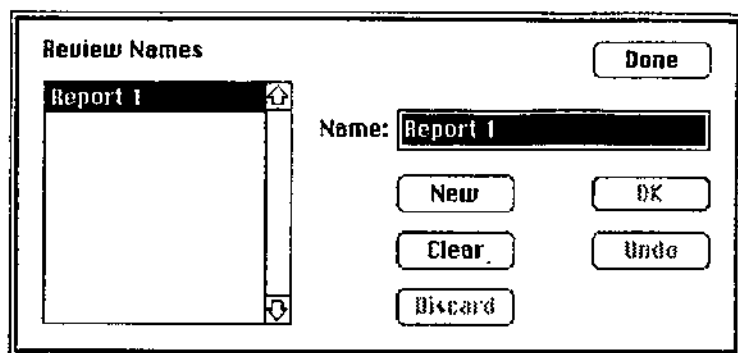 Review Names
Done
Report 1
Name: Report 1
New
OK
Clear
Undo
Discard